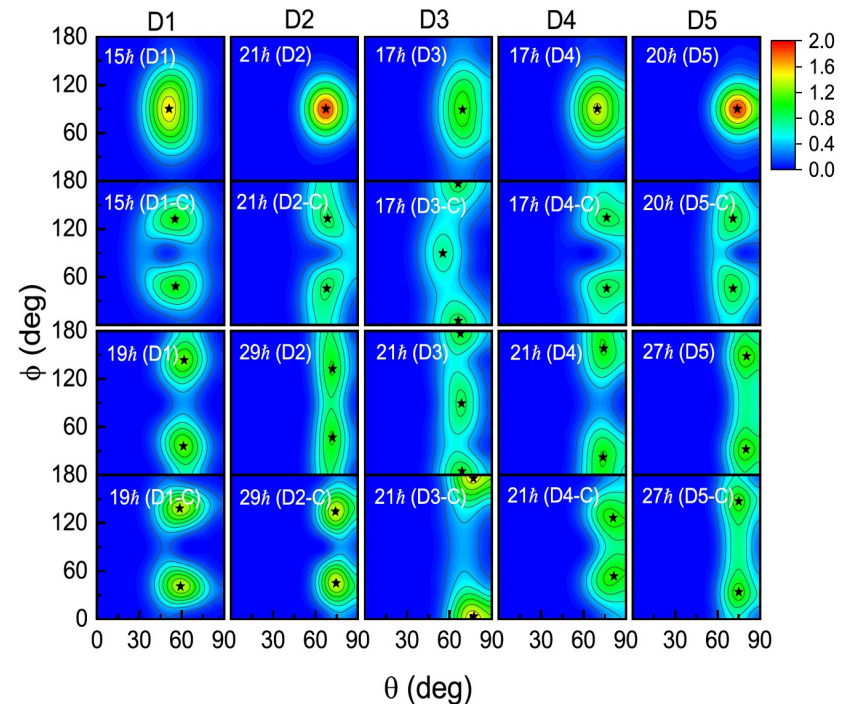 D1 D2 D3 D4 D5
180 15ħ (D1) 21ħ (D2) 17ħ (D3) 17ħ (D4) 20ħ (D5) 2.0
1.6
120 1.2
0.8
60 0.4
0.0
180 15ħ (D1-C) 21ħ (D2-C) 17ħ (D3-C) 17ħ (D4-C) 20ħ (D5-C)
120
60
ϕ (deg)
180 19ħ (D1) 29ħ (D2) 21ħ (D3) 21ħ (D4) 27ħ (D5)
120
60
180 19ħ (D1-C) 29ħ (D2-C) 21ħ (D3-C) 21ħ (D4-C) 27ħ (D5-C)
120
60
0
0 30 60 90 30 60 90 30 60 90 30 60 90 30 60 90
θ (deg)